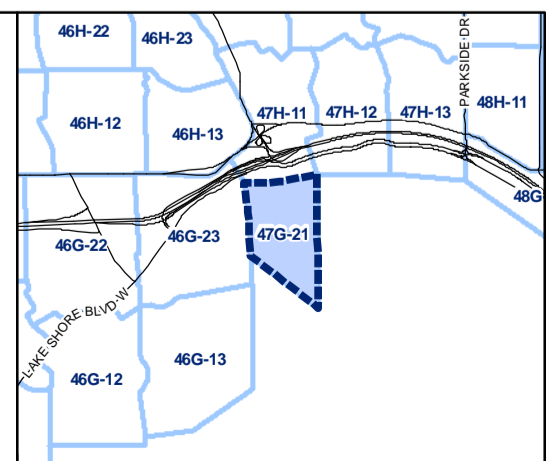 46H-22
46H-23
PARKSIDE DR
46H-12
46H-13
47H-11
47H-12
47H-13
48H-11
48G
46G-22
46G-23
47G-21
LAKE SHORE BLVD W
46G-12
46G-13